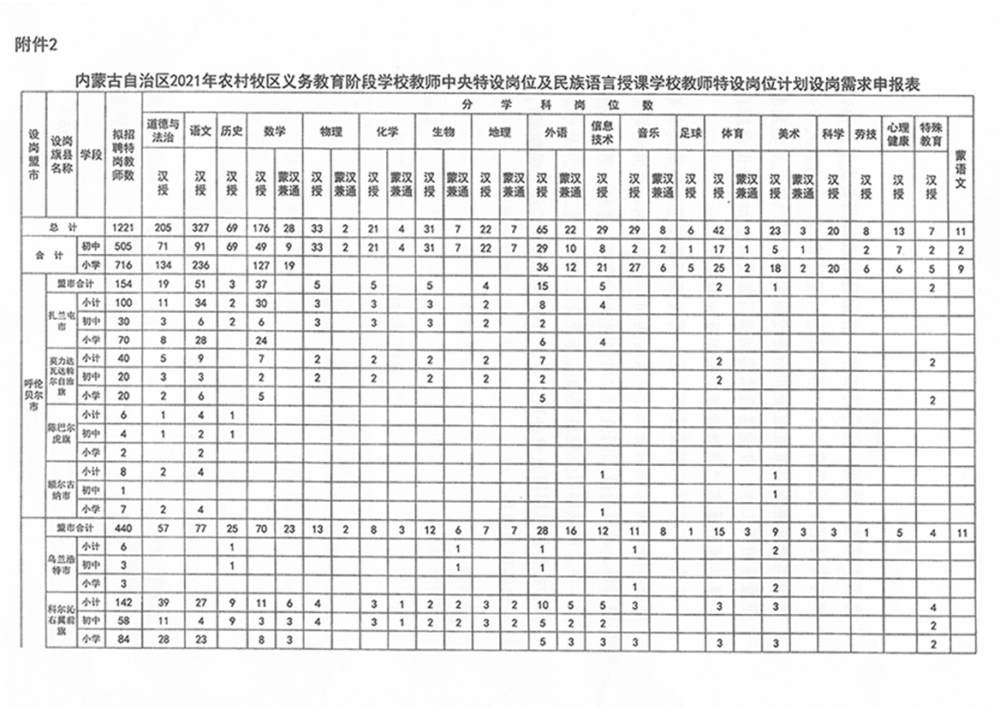 附件2
内蒙古自治区2021年农村牧区义务教育阶段学校教师中央特设岗位及民族语言授课学校教师特设岗位计划设岗需求申报表
设岗盟市 设岗旗县名称 学段 拟招聘特岗教师数 分学科岗位数
道德与法治 语文 历史 数学 物理 化学 生物 地理 外语 信息技术 音乐 足球 体育 美术 科学 劳技 心理健康 特殊教育 蒙语文
汉授 汉授 汉授 汉授 蒙汉兼通 汉授 蒙汉兼通 汉授 蒙汉兼通 汉授 蒙汉兼通 汉授 蒙汉兼通 汉授 蒙汉兼通 汉授 汉授 蒙汉兼通 汉授 汉授 蒙汉兼通 汉授 蒙汉兼通 汉授 汉授 汉授 汉授
总计 1221 205 327 69 176 28 33 2 21 4 31 7 22 7 65 22 29 29 8 6 42 3 23 3 20 8 13 7 11
合计 初中 505 71 91 69 49 9 33 2 21 4 31 7 22 7 29 10 8 2 2 1 17 1 5 1 2 7 2 2
小学 716 134 236 127 19 36 12 21 27 6 5 25 2 18 2 20 6 6 5 9
呼伦贝尔市 盟市合计 154 19 51 3 37 5 5 5 4 15 5 2 1 2
扎兰屯市 小计 100 11 34 2 30 3 3 3 2 8 4
初中 30 3 6 2 6 3 3 3 2 2
小学 70 8 28 24 6 4
莫力达瓦达斡尔自治旗 小计 40 5 9 7 2 2 2 2 7 2 2
初中 20 3 3 2 2 2 2 2 2 2
小学 20 2 6 5 5 2
陈巴尔虎旗 小计 6 1 4 1
初中 4 1 2 1
小学 2 2
额尔古纳市 小计 8 2 4 1 1
初中 1 1
小学 7 2 4 1
盟市合计 440 57 77 25 70 23 13 2 8 3 12 6 7 7 28 16 12 11 8 1 15 3 9 3 3 1 5 4 11
乌兰浩特市 小计 6 1 1 1 1 2
初中 3 1 1 1
小学 3 1 2
科尔沁右翼前旗 小计 142 39 27 9 11 6 4 3 1 2 2 3 2 10 5 5 3 3 3 4
初中 58 11 4 9 3 3 4 3 1 2 2 3 2 5 2 2 2
小学 84 28 23 8 3 5 3 3 3 3 3 2